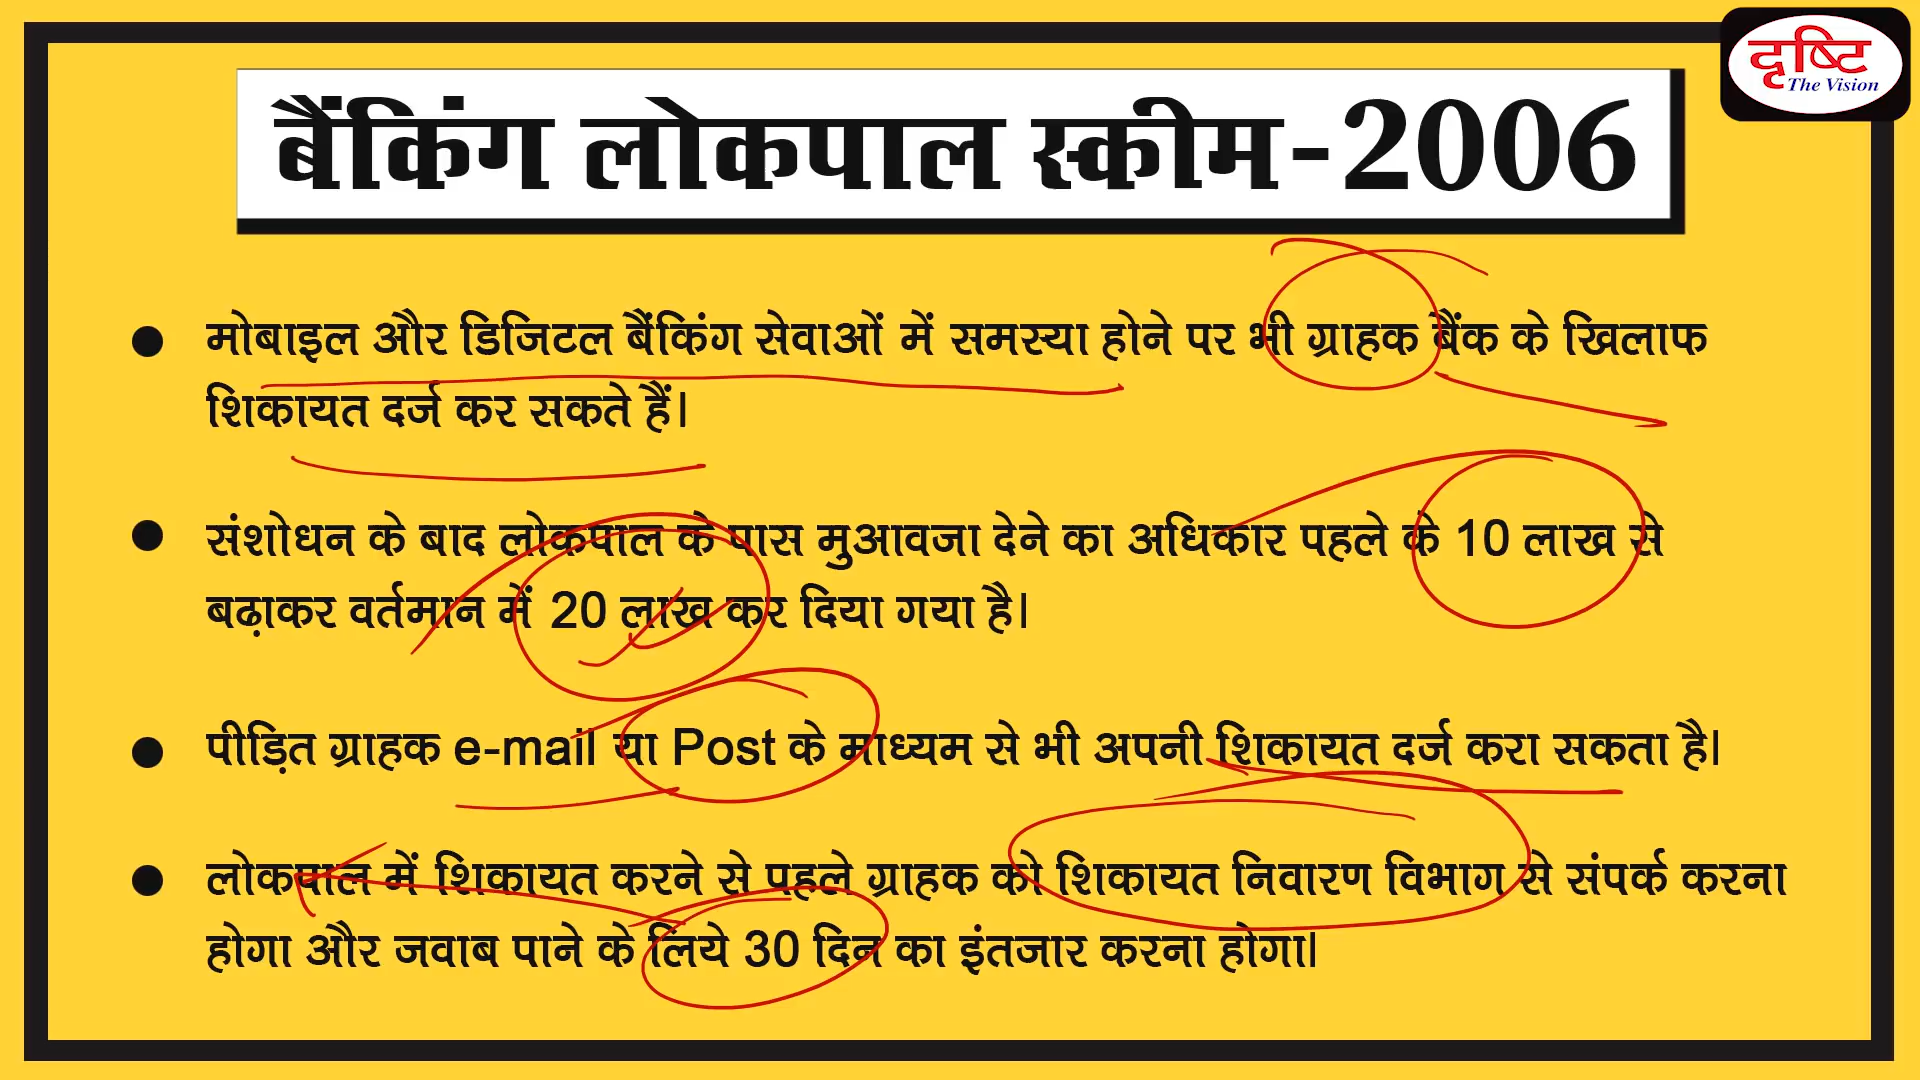 दृष्टि
The Vision
बैंकिंग लोकपाल स्कीम-2006
● मोबाइल और डिजिटल बैंकिंग सेवाओं में समस्या होने पर भी ग्राहक बैंक के खिलाफ
शिकायत दर्ज कर सकते हैं।
● संशोधन के बाद लोकपाल के पास मुआवजा देने का अधिकार पहले के 10 लाख से
बढ़ाकर वर्तमान में 20 लाख कर दिया गया है।
● पीड़ित ग्राहक e-mail या Post के माध्यम से भी अपनी शिकायत दर्ज करा सकता है।
● लोकपाल में शिकायत करने से पहले ग्राहक को शिकायत निवारण विभाग से संपर्क करना
होगा और जवाब पाने के लिये 30 दिन का इंतजार करना होगा।